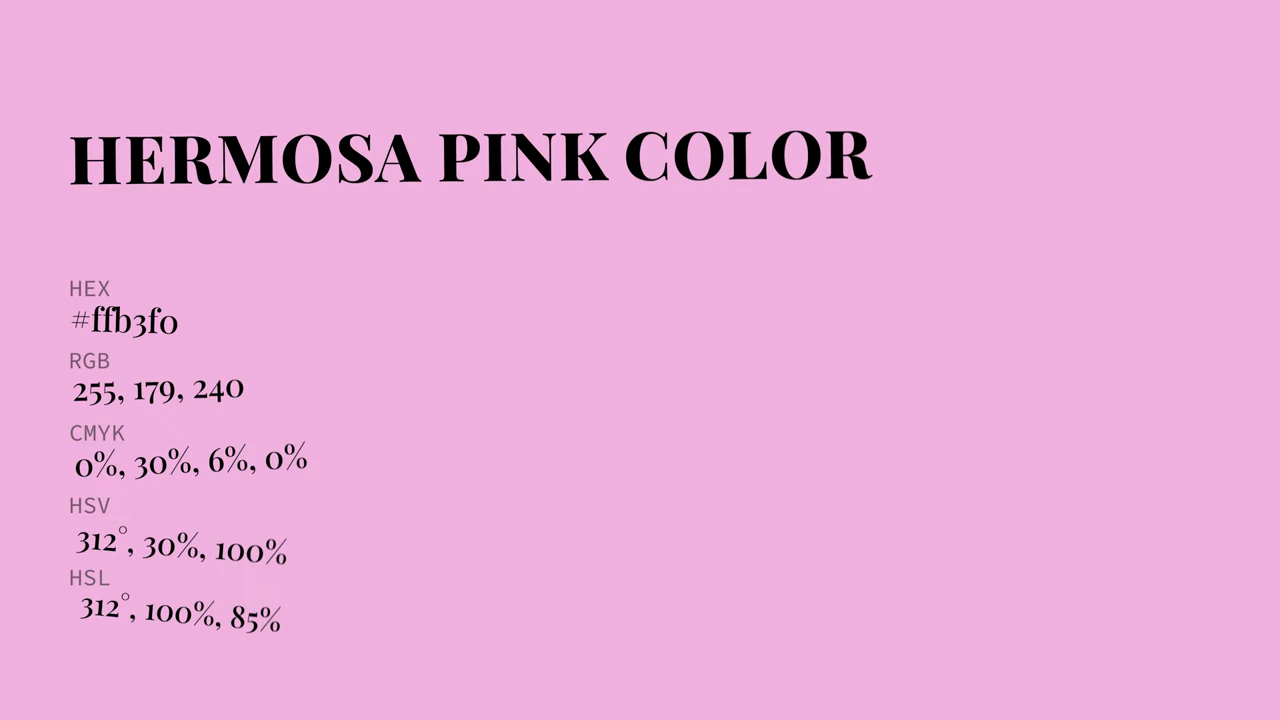 HERMOSA PINK COLOR
HEX
#ffb3f0
RGB
255, 179, 240
CMYK
0%, 30%, 6%, 0%
HSV
312°, 30%, 100%
HSL
312°, 100%, 85%